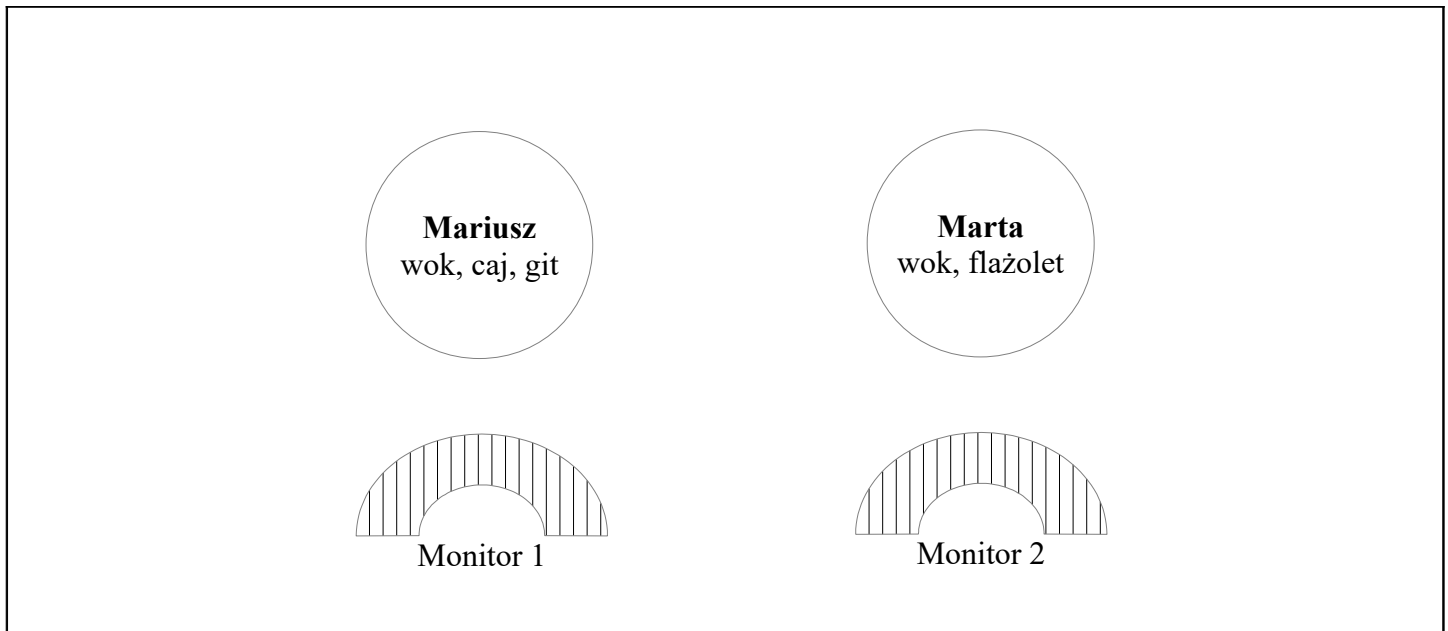 Mariusz
wok, caj, git
Marta
wok, flażolet
Monitor 1
Monitor 2